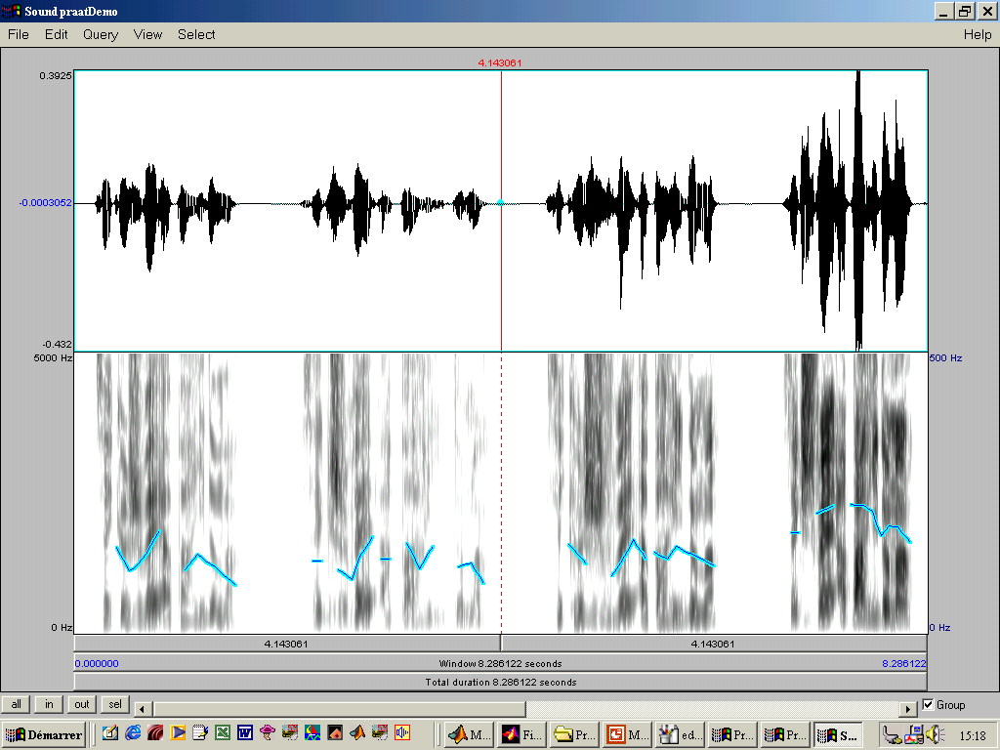 Sound praatDemo
File Edit Query View Select Help
4.143061
0.3925
-0.0003052
-0.432
5000 Hz 500 Hz
0 Hz 0 Hz
4.143061 4.143061
0.000000 Window 8.286122 seconds 8.286122
Total duration 8.286122 seconds
all in out sel Group
Démarrer M... Fi... Pr... M... ed... Pr... Pr... S... 15:18